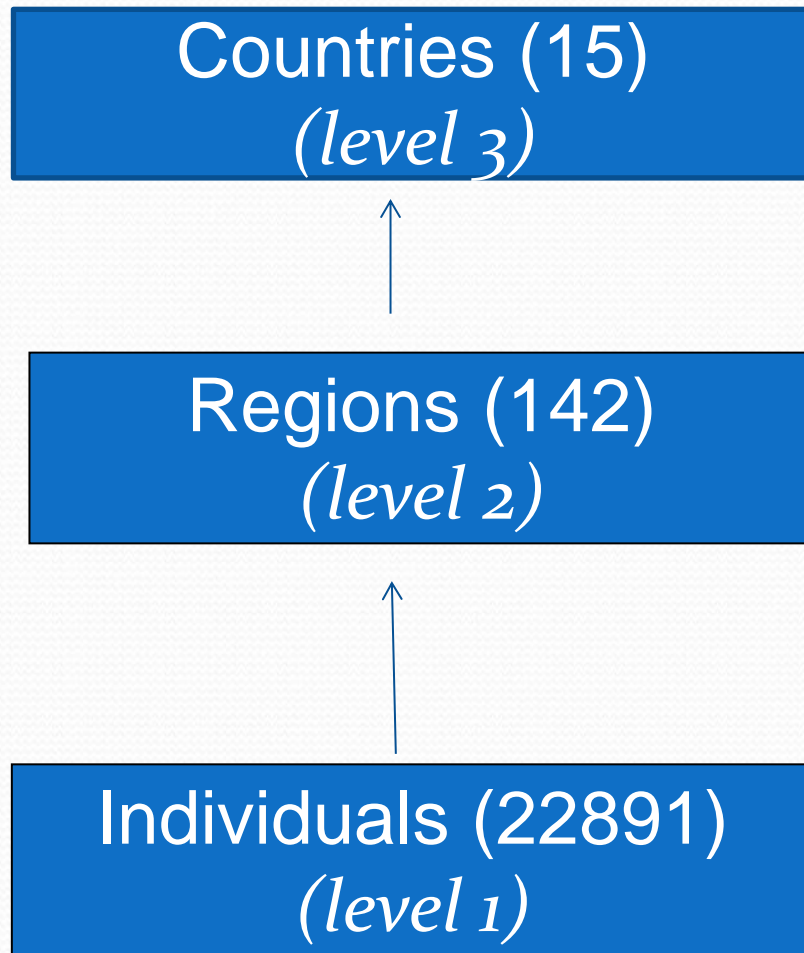 Countries (15)
(level 3)
Regions (142)
(level 2)
Individuals (22891)
(level 1)